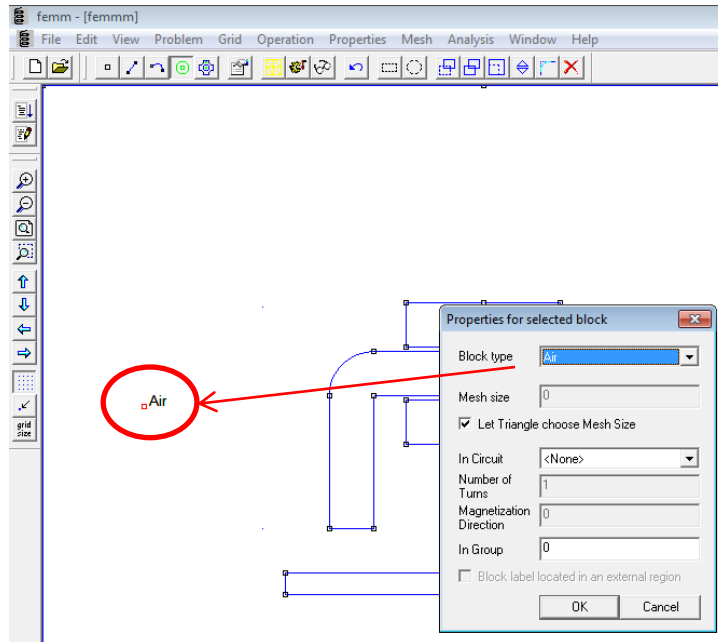 femm - [femmm]
File Edit View Problem Grid Operation Properties Mesh Analysis Window Help
grid
size
Air
Properties for selected block
Block type Air
Mesh size 0
Let Triangle choose Mesh Size
In Circuit <None>
Number of
Turns 1
Magnetization
Direction 0
In Group 0
Block label located in an external region
OK Cancel